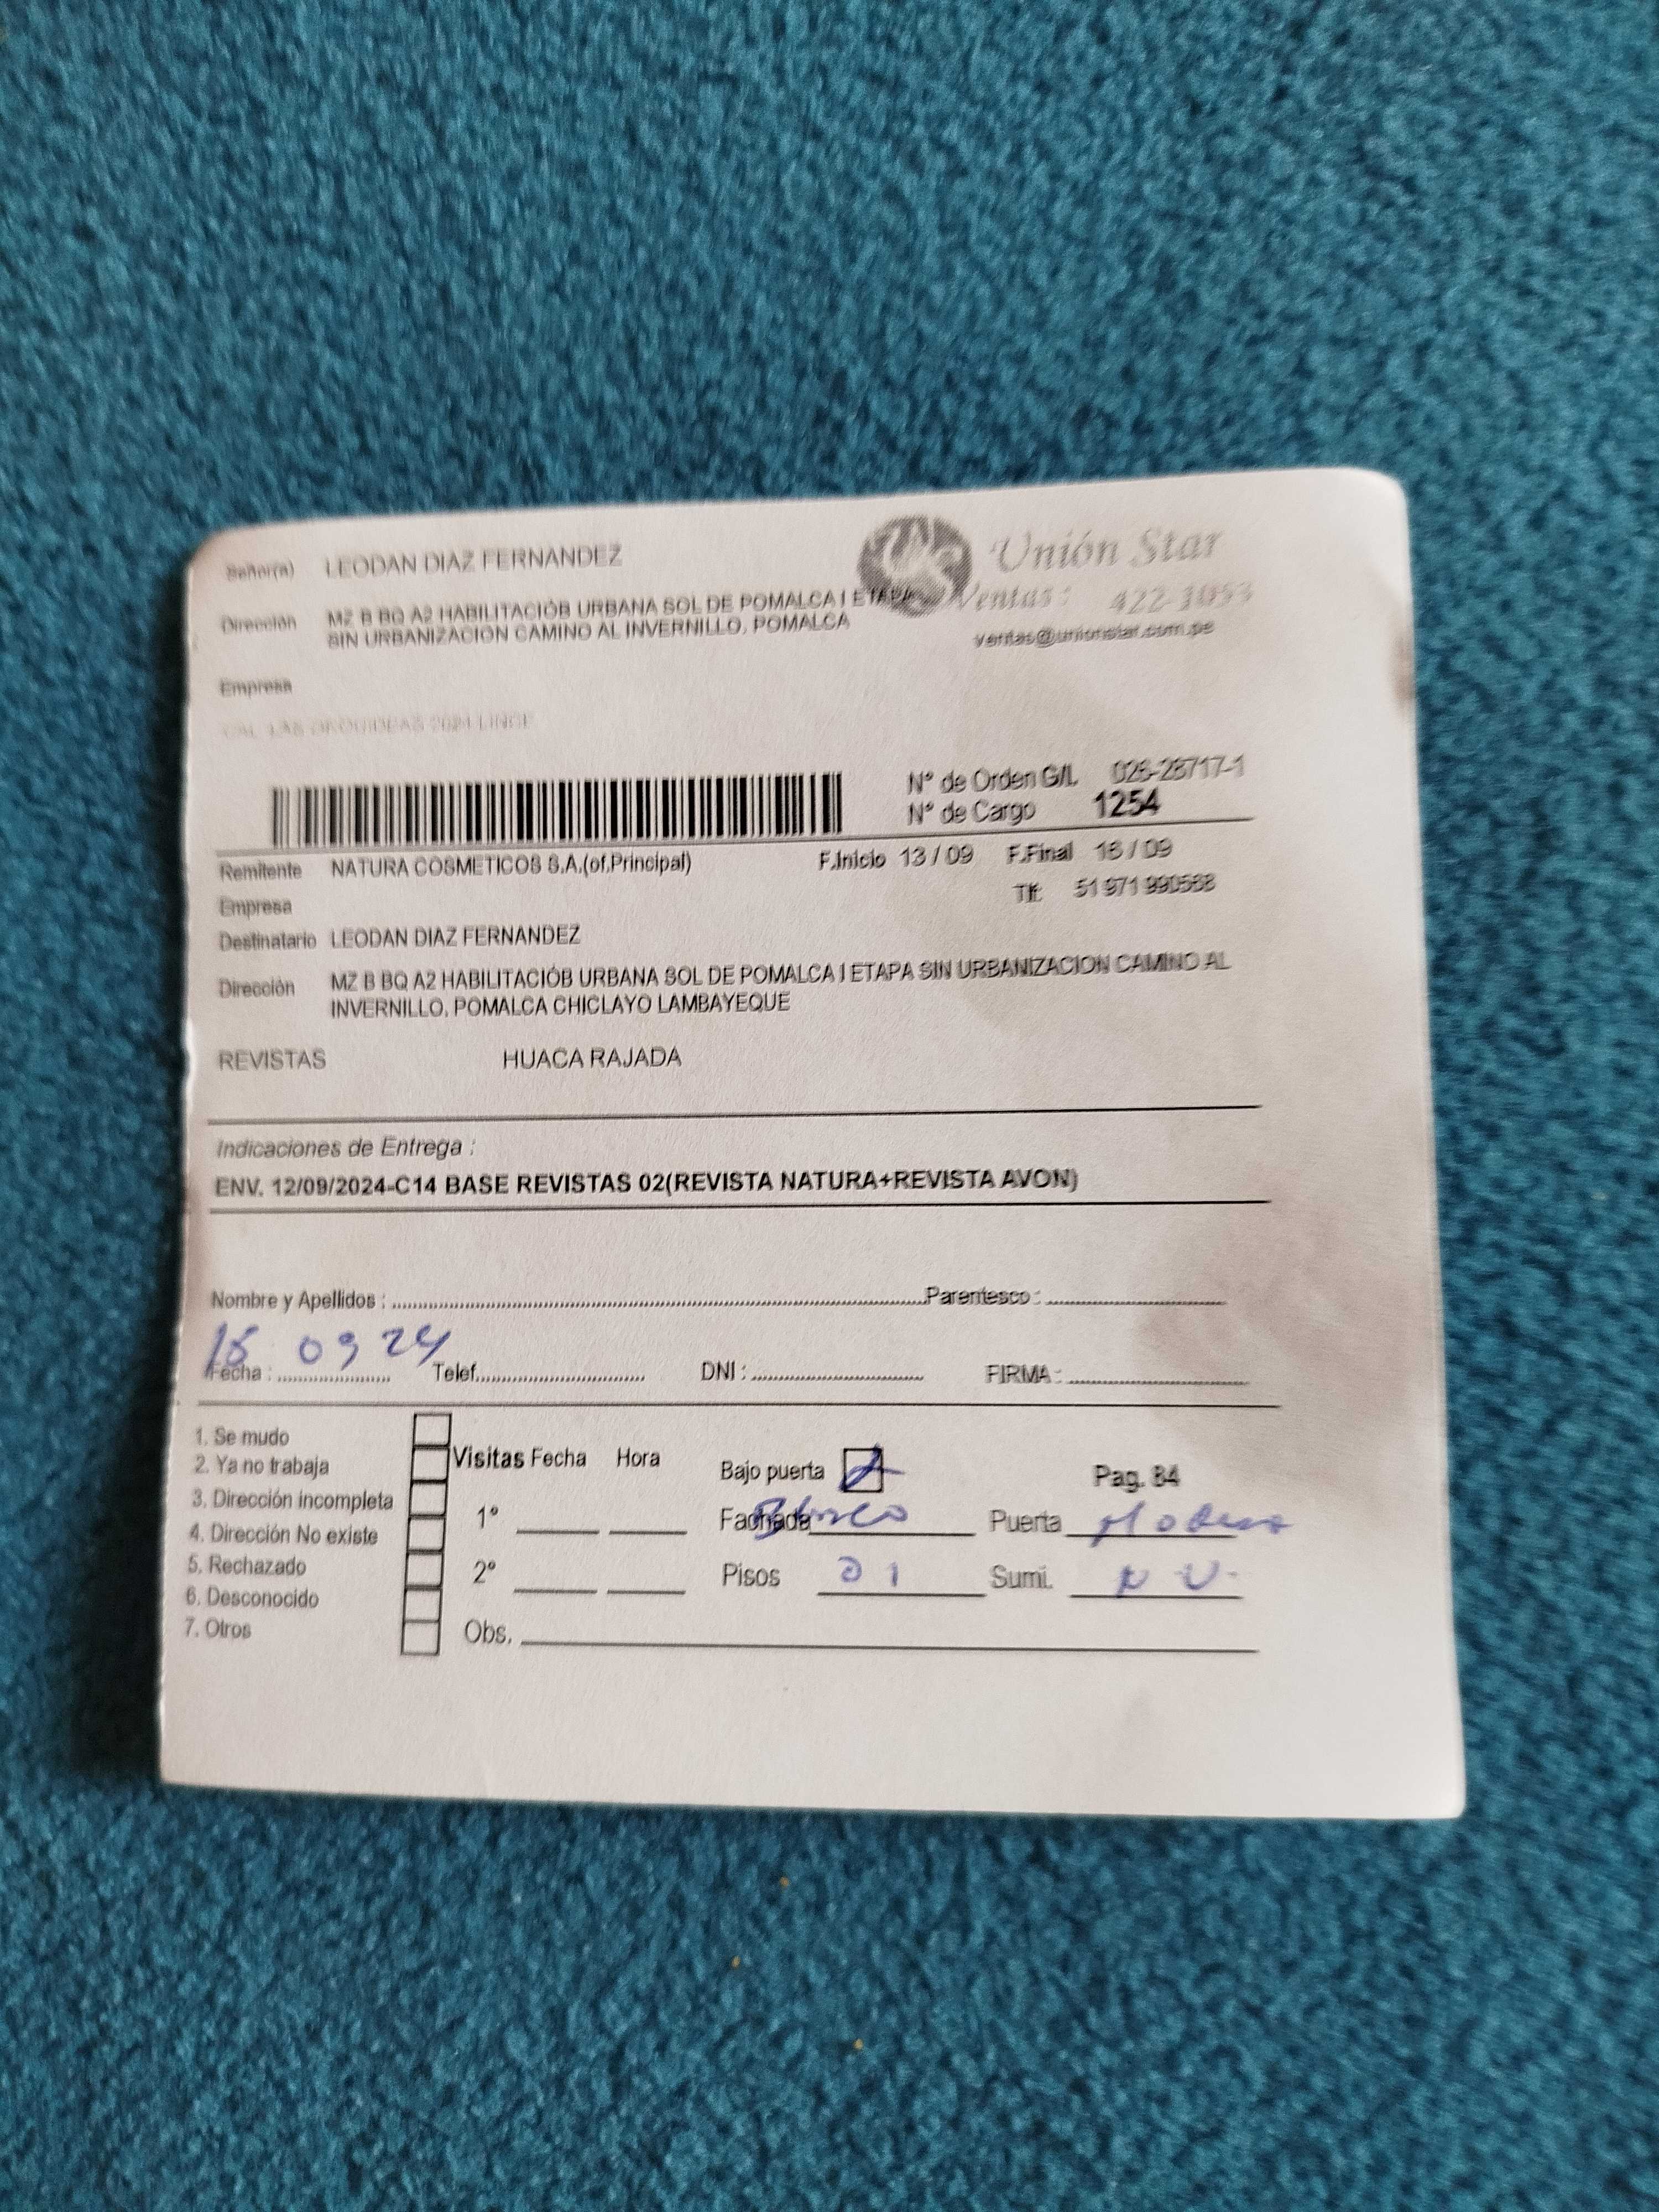 Señor(a) LEODAN DIAZ FERNANDEZ
Unión Star
Dirección MZ B BQ A2 HABILITACIÓB URBANA SOL DE POMALCA I ETAPA
SIN URBANIZACION CAMINO AL INVERNILLO, POMALCA
Ventas: 422-1053
ventas@unionstar.com.pe
Empresa
CAL. LAS ORQUIDEAS LINCE
N° de Orden G/L 026-28717-1
N° de Cargo 1254
Remitente NATURA COSMETICOS S.A.(of.Principal) F.Inicio 13 / 09 F.Final 16 / 09
Empresa Tlf: 51 971 990568
Destinatario LEODAN DIAZ FERNANDEZ
Dirección MZ B BQ A2 HABILITACIÓB URBANA SOL DE POMALCA I ETAPA SIN URBANIZACION CAMINO AL
INVERNILLO, POMALCA CHICLAYO LAMBAYEQUE
REVISTAS HUACA RAJADA
Indicaciones de Entrega :
ENV. 12/09/2024-C14 BASE REVISTAS 02(REVISTA NATURA+REVISTA AVON)
Nombre y Apellidos : Parentesco :
09 24
Fecha : Telef. DNI : FIRMA :
1. Se mudo
2. Ya no trabaja
3. Dirección incompleta
4. Dirección No existe
5. Rechazado
6. Desconocido
7. Otros
Visitas Fecha Hora
1°
2°
Obs.
Bajo puerta
Pag. 84
Fachada Puerta
Pisos 01 Sumi.